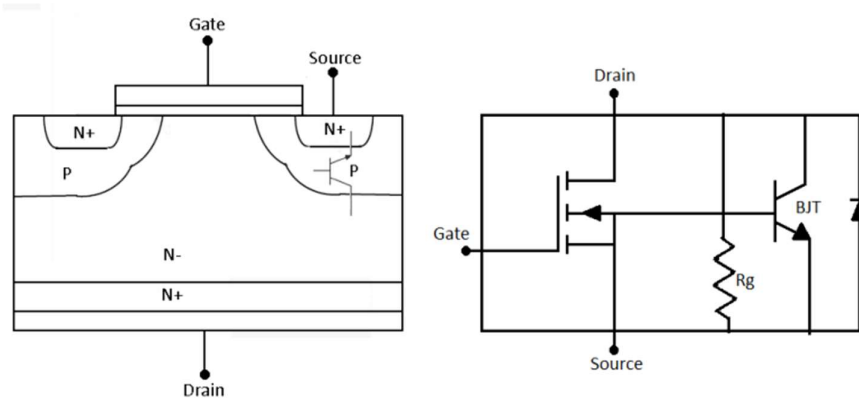 Gate
Source
N+
N+
P
P
N-
N+
Drain
Drain
Gate
BJT
Rg
Source